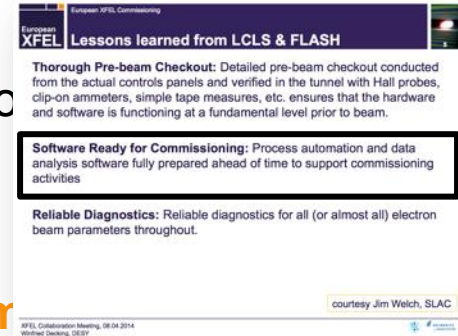 European XFEL Commissioning
European
XFEL
Lessons learned from LCLS & FLASH
Thorough Pre-beam Checkout: Detailed pre-beam checkout conducted
from the actual controls panels and verified in the tunnel with Hall probes,
clip-on ammeters, simple tape measures, etc. ensures that the hardware
and software is functioning at a fundamental level prior to beam.
Software Ready for Commissioning: Process automation and data
analysis software fully prepared ahead of time to support commissioning
activities
Reliable Diagnostics: Reliable diagnostics for all (or almost all) electron
beam parameters throughout.
courtesy Jim Welch, SLAC
XFEL Collaboration Meeting, 08.04.2014
Winfried Decking, DESY